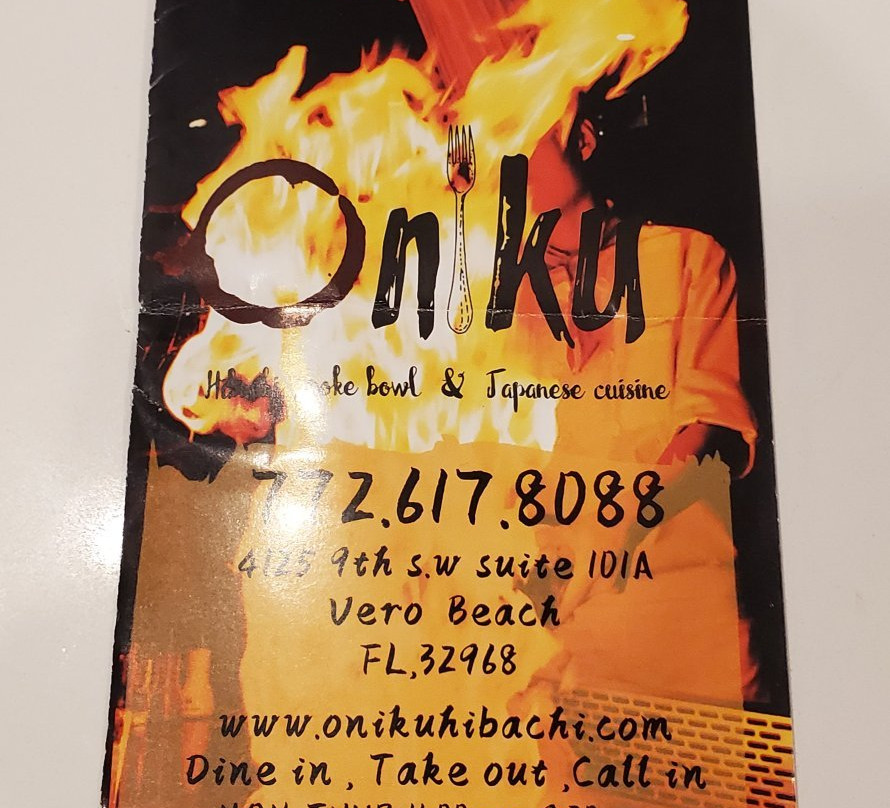 Oniku
bowl & Japanese cuisine
772.617.8088
4125 9th s.w suite 101A
Vero Beach
FL,32968
www.onikuhibachi.com
Dine in , Take out ,Call in